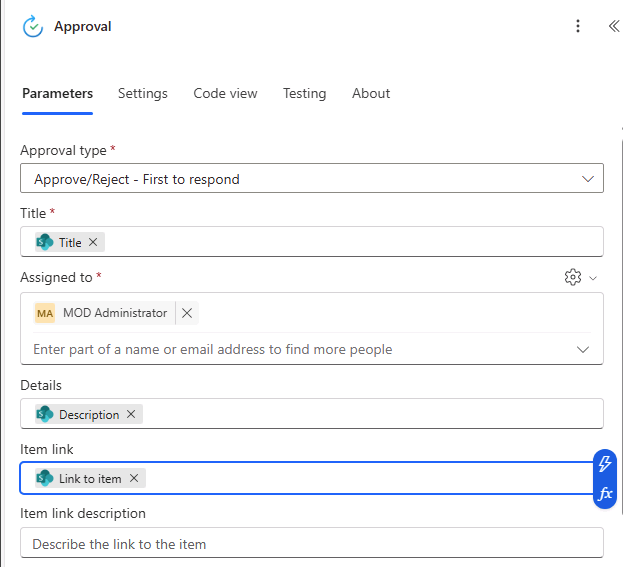 Approval
Parameters Settings Code view Testing About
Approval type *
Approve/Reject - First to respond
Title *
Title
Assigned to *
MA MOD Administrator
Enter part of a name or email address to find more people
Details
Description
Item link
Link to item
fx
Item link description
Describe the link to the item